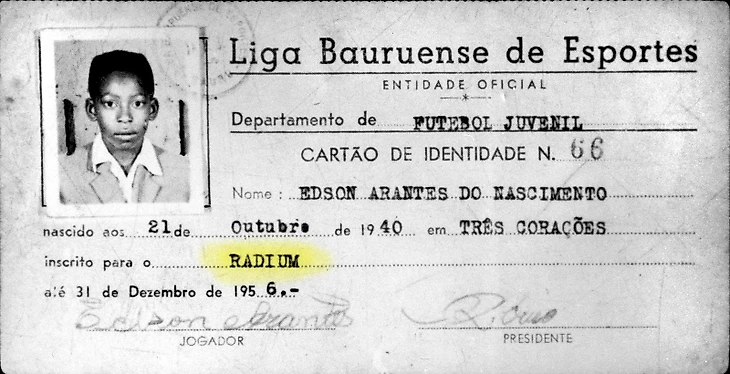 Liga Bauruense de Esportes
ENTIDADE OFICIAL
Departamento de FUTEBOL JUVENIL
CARTÃO DE IDENTIDADE N. 66
Nome: EDSON ARANTES DO NASCIMENTO
nascido aos 21 de Outubro de 1940 em TRÊS CORAÇÕES
inscrito para o RADIUM
até 31 de Dezembro de 1956.-
Edison Arantes
JOGADOR
PRESIDENTE